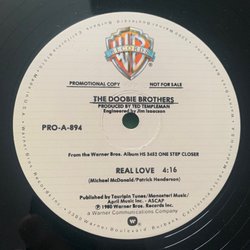 RECORDS
PROMOTIONAL COPY NOT FOR SALE
THE DOOBIE BROTHERS
PRODUCED BY TED TEMPLEMAN
Engineered by Jim Isaacson
PRO-A-894
From the Warner Bros. Album HS 3452 ONE STEP CLOSER
REAL LOVE 4:16
(Michael McDonald/Patrick Henderson)
Published by Tauripin Tunes/Monosteri Music/
April Music Inc. - ASCAP
℗ 1980 Warner Bros. Records Inc.
a Warner Communications Company